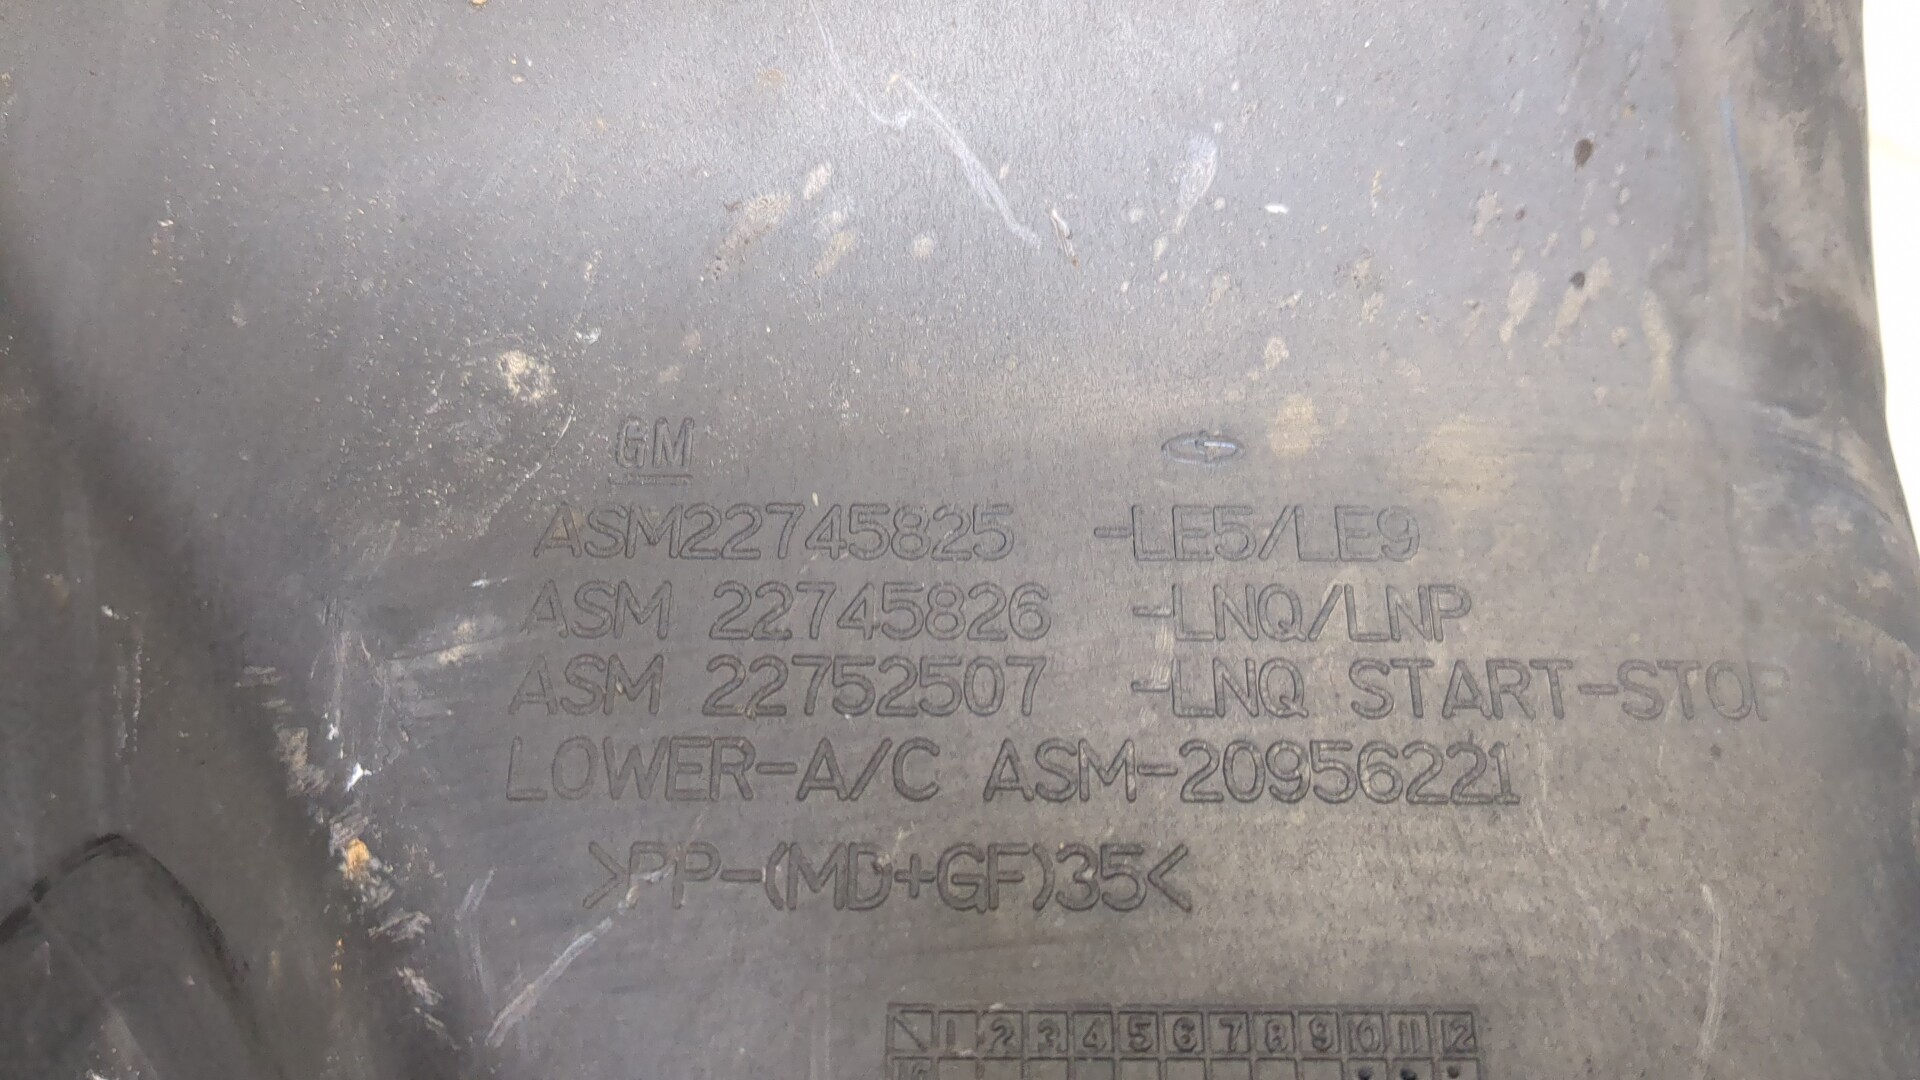 GM
ASM22745825 -LE5/LE9
ASM 22745826 -LNQ/LNP
ASM 22752507 -LNQ START-STOP
LOWER-A/C ASM-20956221
>PP-(MD+GF)35<
1 2 3 4 5 6 7 8 9 10 11 12